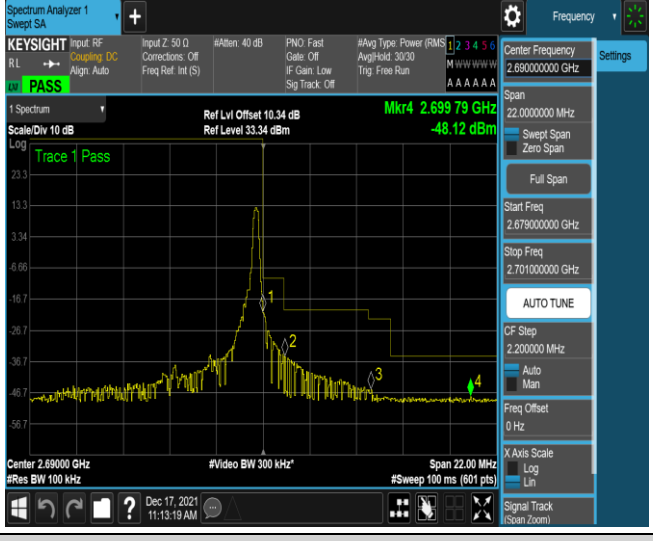 Spectrum Analyzer 1
Swept SA
Frequency
KEYSIGHT
RL
PASS
Input: RF
Coupling: DC
Align: Auto
Input Z: 50 Ω
Corrections: Off
Freq Ref: Int (S)
#Atten: 40 dB
PNO: Fast
Gate: Off
IF Gain: Low
Sig Track: Off
#Avg Type: Power (RMS
Avg|Hold: 30/30
Trig: Free Run
1 2 3 4 5 6
M W W W W W
A A A A A A
1 Spectrum
Scale/Div 10 dB
Ref Lvl Offset 10.34 dB
Ref Level 33.34 dBm
Mkr4 2.699 79 GHz
-48.12 dBm
Log
Trace 1 Pass
23.3
13.3
3.34
-6.66
-16.7
-26.7
-36.7
-46.7
-56.7
1
2
3
4
Center 2.69000 GHz
#Res BW 100 kHz
#Video BW 300 kHz*
Span 22.00 MHz
#Sweep 100 ms (601 pts)
Dec 17, 2021
11:13:19 AM
Center Frequency
2.690000000 GHz
Settings
Span
22.0000000 MHz
Swept Span
Zero Span
Full Span
Start Freq
2.679000000 GHz
Stop Freq
2.701000000 GHz
AUTO TUNE
CF Step
2.200000 MHz
Auto
Man
Freq Offset
0 Hz
X Axis Scale
Log
Lin
Signal Track
(Span Zoom)